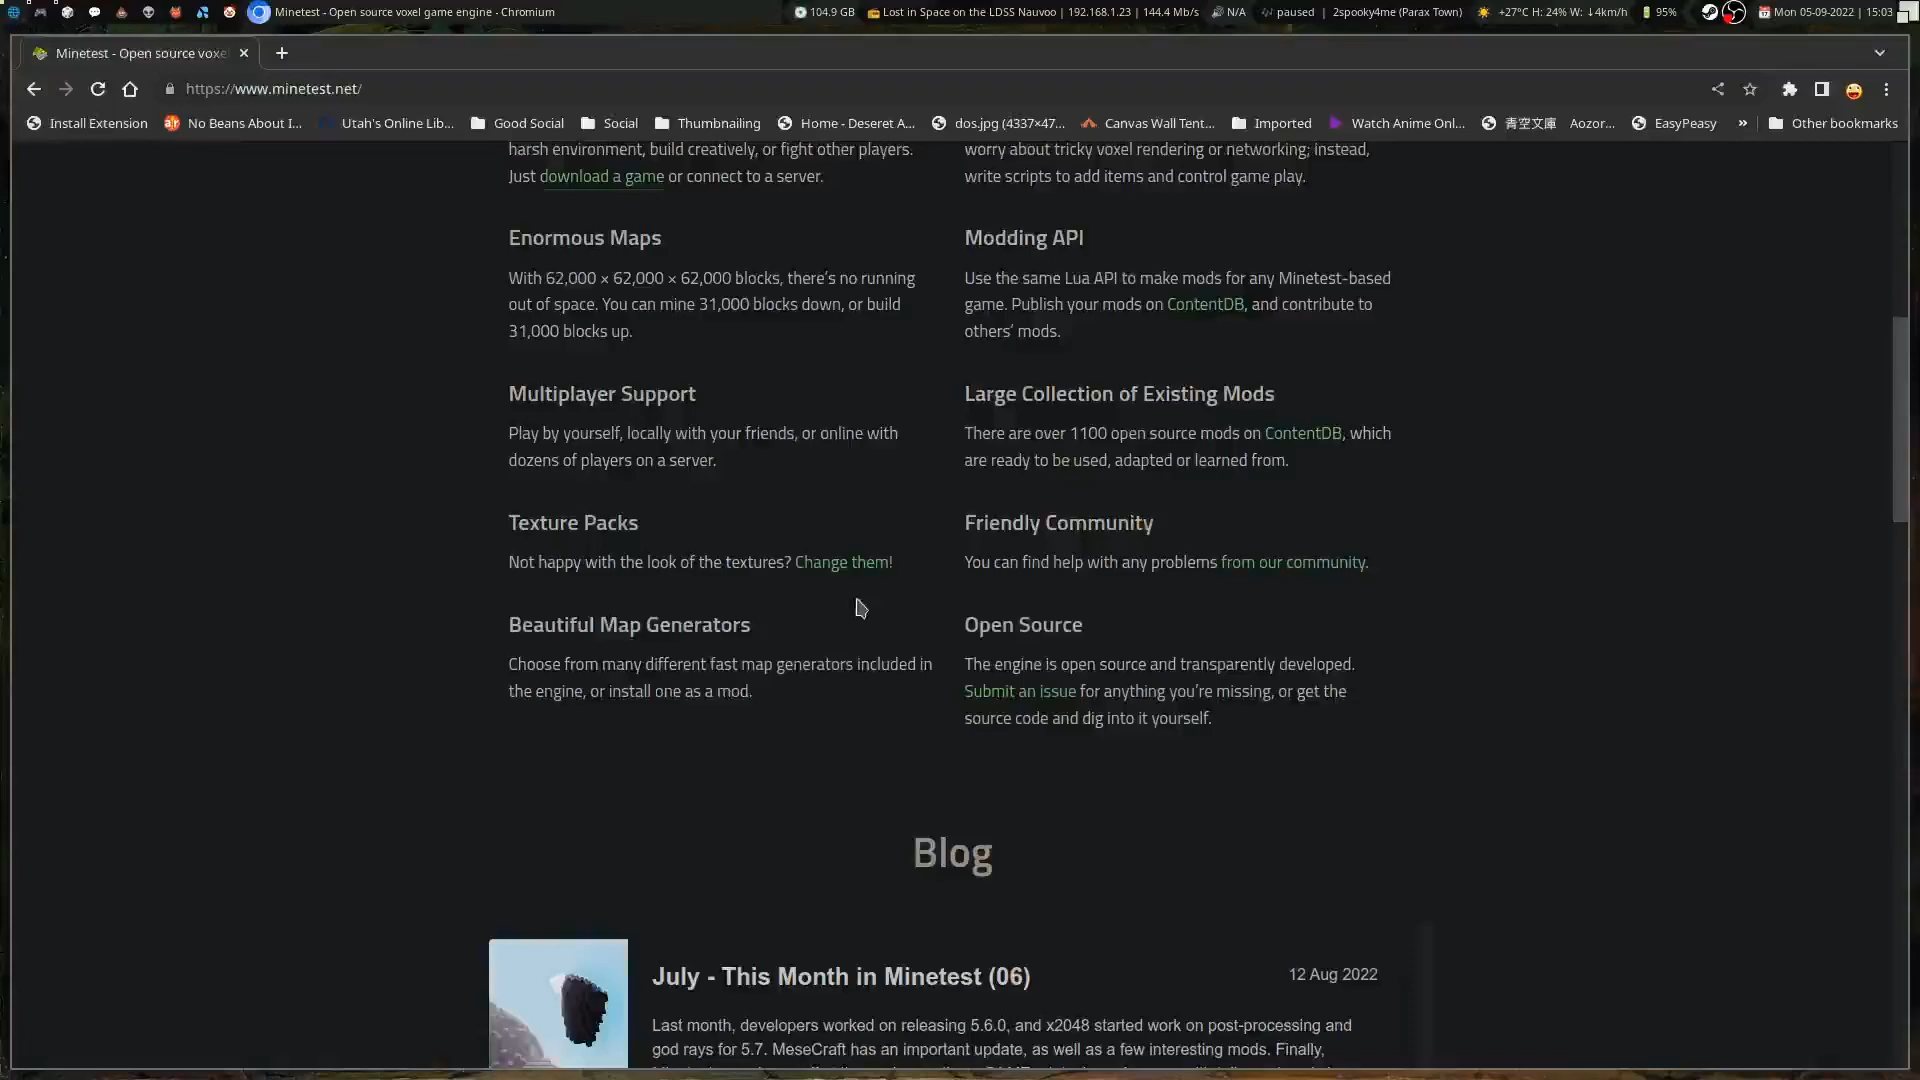 Minetest - Open source voxel game engine - Chromium
104.9 GB
Lost in Space on the LDSS Nauvoo | 192.168.1.23 | 144.4 Mb/s
N/A
paused | 2spooky4me (Parax Town)
+27°C H: 24% W: ↓4km/h
95%
Mon 05-09-2022 | 15:03
Minetest - Open source voxe
https://www.minetest.net/
Install Extension
No Beans About I...
Utah's Online Lib...
Good Social
Social
Thumbnailing
Home - Deseret A...
dos.jpg (4337×47...
Canvas Wall Tent...
Imported
Watch Anime Onl...
青空文庫 Aozor...
EasyPeasy
»
Other bookmarks
harsh environment, build creatively, or fight other players.
Just download a game or connect to a server.
worry about tricky voxel rendering or networking; instead,
write scripts to add items and control game play.
Enormous Maps
With 62,000 × 62,000 × 62,000 blocks, there's no running
out of space. You can mine 31,000 blocks down, or build
31,000 blocks up.
Modding API
Use the same Lua API to make mods for any Minetest-based
game. Publish your mods on ContentDB, and contribute to
others' mods.
Multiplayer Support
Play by yourself, locally with your friends, or online with
dozens of players on a server.
Large Collection of Existing Mods
There are over 1100 open source mods on ContentDB, which
are ready to be used, adapted or learned from.
Texture Packs
Not happy with the look of the textures? Change them!
Friendly Community
You can find help with any problems from our community.
Beautiful Map Generators
Choose from many different fast map generators included in
the engine, or install one as a mod.
Open Source
The engine is open source and transparently developed.
Submit an issue for anything you're missing, or get the
source code and dig into it yourself.
Blog
July - This Month in Minetest (06)
12 Aug 2022
Last month, developers worked on releasing 5.6.0, and x2048 started work on post-processing and
god rays for 5.7. MeseCraft has an important update, as well as a few interesting mods. Finally,